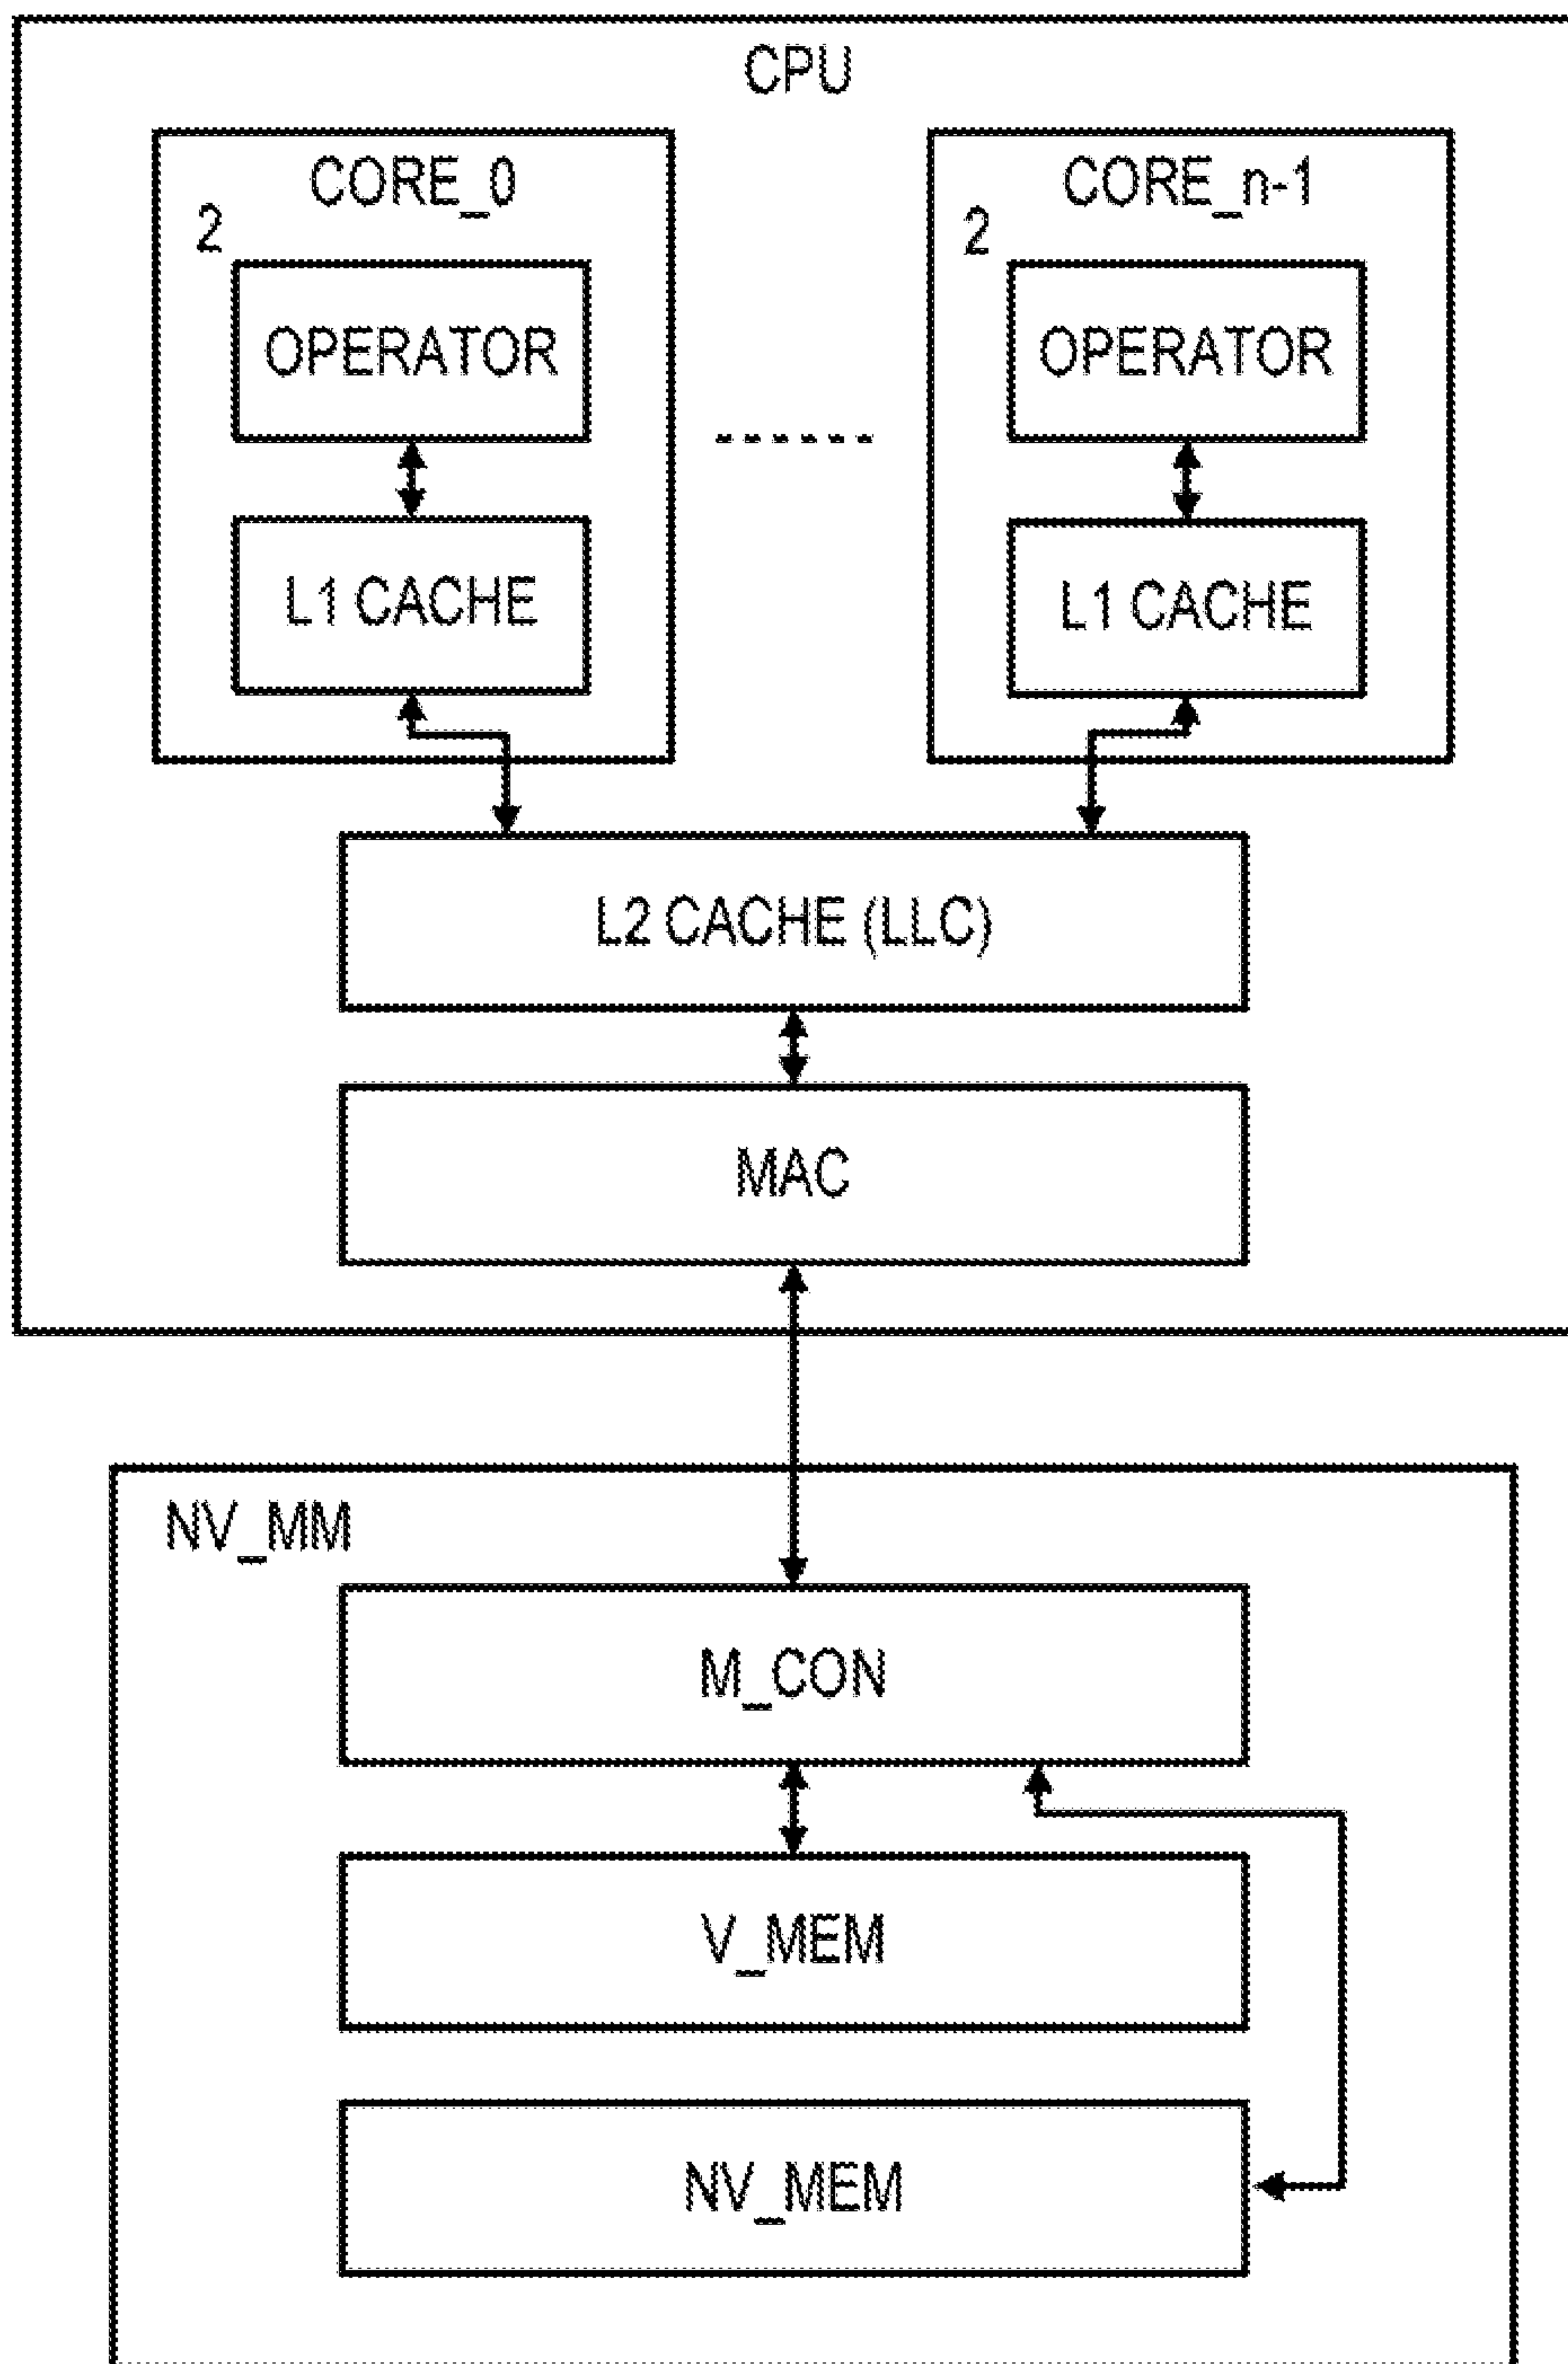 CPU
CORE_0
CORE_n-1
2
2
OPERATOR
OPERATOR
L1 CACHE
L1 CACHE
L2 CACHE (LLC)
MAC
NV_MM
M_CON
V_MEM
NV_MEM